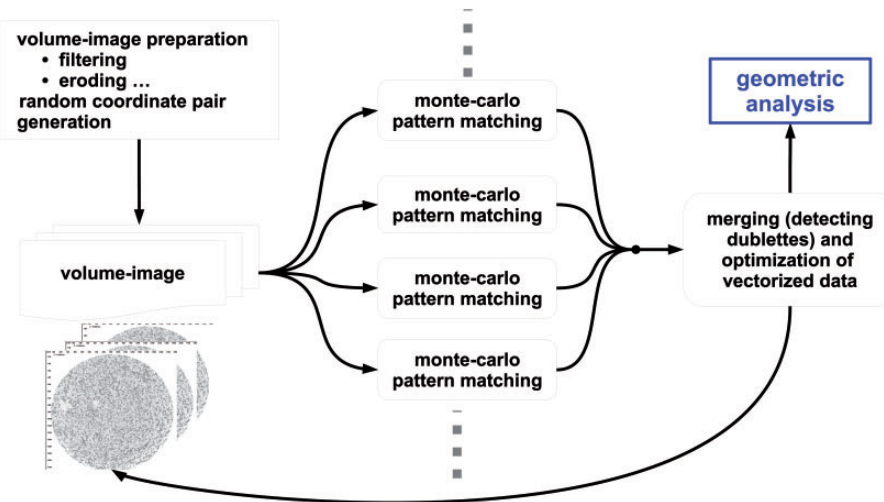 volume-image preparation
• filtering
• eroding ...
random coordinate pair
generation
volume-image
monte-carlo
pattern matching
monte-carlo
pattern matching
monte-carlo
pattern matching
monte-carlo
pattern matching
geometric
analysis
merging (detecting
dublettes) and
optimization of
vectorized data